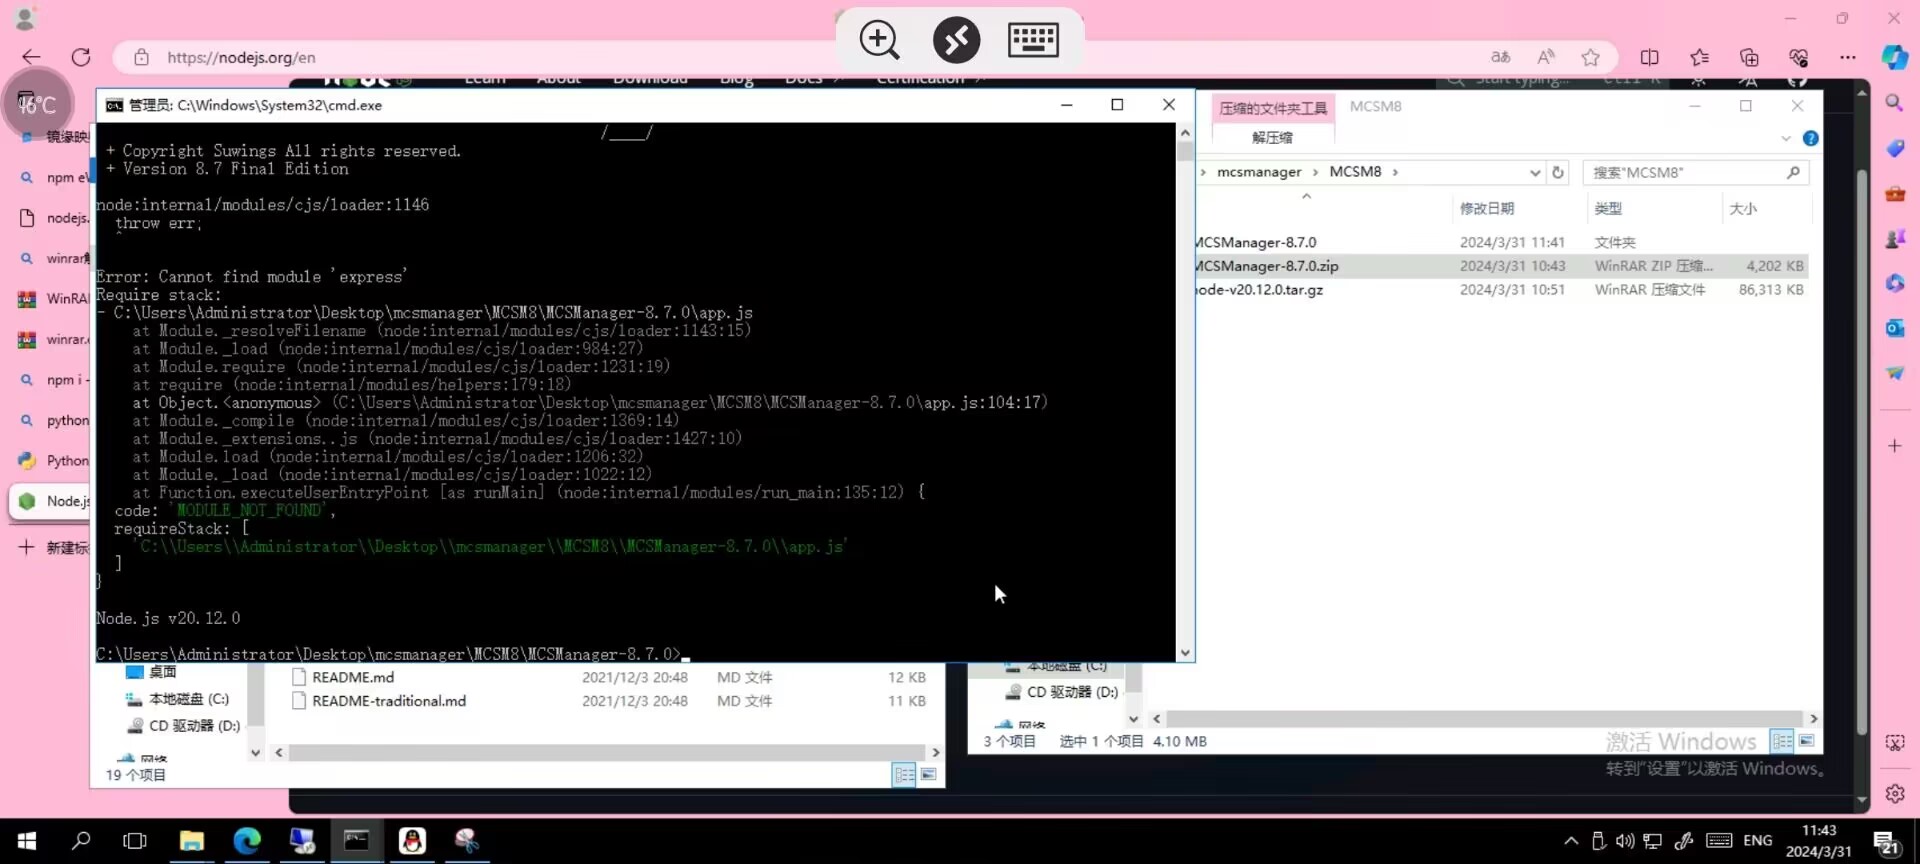 https://nodejs.org/en
Learn About Download Blog Docs Certification
Start typing... Ctrl K
46°C
管理员: C:\Windows\System32\cmd.exe
镜缘映
npm e
nodejs.
winrar
WinRA
winrar.
npm i -
python
Python
Node.js
新建标
/____/
+ Copyright Suwings All rights reserved.
+ Version 8.7 Final Edition
node:internal/modules/cjs/loader:1146
throw err;
^
Error: Cannot find module 'express'
Require stack:
- C:\Users\Administrator\Desktop\mcsmanager\MCSM8\MCSManager-8.7.0\app.js
at Module._resolveFilename (node:internal/modules/cjs/loader:1143:15)
at Module._load (node:internal/modules/cjs/loader:984:27)
at Module.require (node:internal/modules/cjs/loader:1231:19)
at require (node:internal/modules/helpers:179:18)
at Object.<anonymous> (C:\Users\Administrator\Desktop\mcsmanager\MCSM8\MCSManager-8.7.0\app.js:104:17)
at Module._compile (node:internal/modules/cjs/loader:1369:14)
at Module._extensions..js (node:internal/modules/cjs/loader:1427:10)
at Module.load (node:internal/modules/cjs/loader:1206:32)
at Module._load (node:internal/modules/cjs/loader:1022:12)
at Function.executeUserEntryPoint [as runMain] (node:internal/modules/run_main:135:12) {
code: 'MODULE_NOT_FOUND',
requireStack: [
'C:\\Users\\Administrator\\Desktop\\mcsmanager\\MCSM8\\MCSManager-8.7.0\\app.js'
]
}
Node.js v20.12.0
C:\Users\Administrator\Desktop\mcsmanager\MCSM8\MCSManager-8.7.0>
压缩的文件夹工具 MCSM8
解压缩
mcsmanager › MCSM8 ›
搜索"MCSM8"
修改日期 类型 大小
MCSManager-8.7.0 2024/3/31 11:41 文件夹
MCSManager-8.7.0.zip 2024/3/31 10:43 WinRAR ZIP 压缩... 4,202 KB
node-v20.12.0.tar.gz 2024/3/31 10:51 WinRAR 压缩文件 86,313 KB
桌面
本地磁盘 (C:)
CD 驱动器 (D:)
网络
README.md 2021/12/3 20:48 MD 文件 12 KB
README-traditional.md 2021/12/3 20:48 MD 文件 11 KB
19 个项目
本地磁盘 (C:)
CD 驱动器 (D:)
网络
3 个项目 选中 1 个项目 4.10 MB
激活 Windows
转到"设置"以激活 Windows。
ENG
11:43
2024/3/31
21